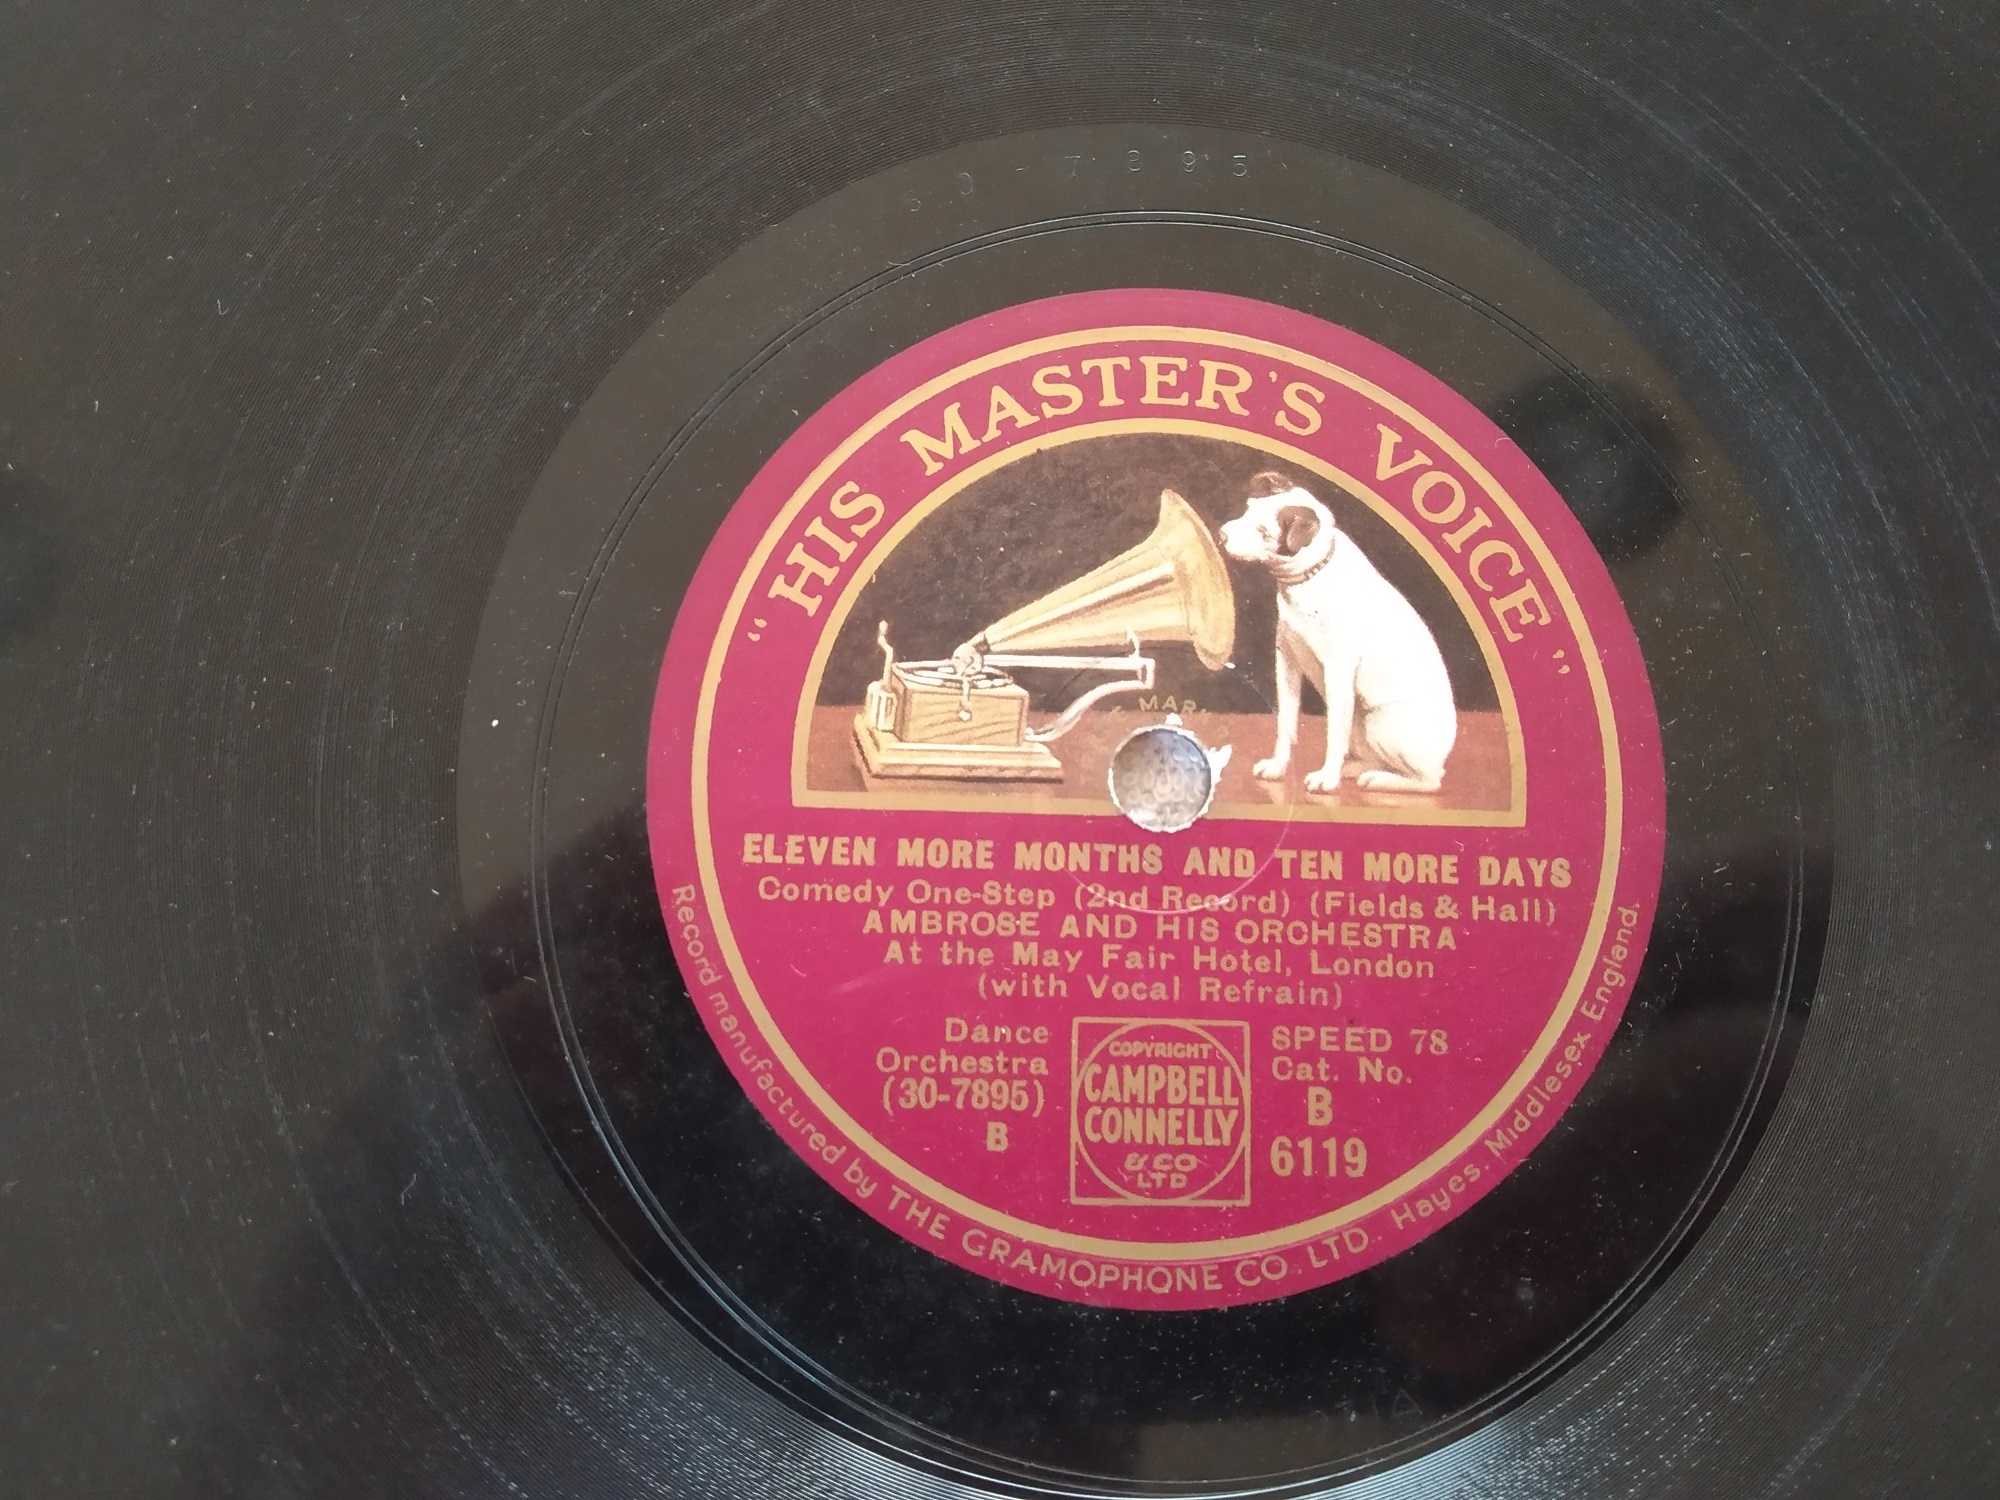 30-7895
"HIS MASTER'S VOICE"
MARK
ELEVEN MORE MONTHS AND TEN MORE DAYS
Comedy One-Step (2nd Record) (Fields & Hall)
AMBROSE AND HIS ORCHESTRA
At the May Fair Hotel, London
(with Vocal Refrain)
Dance
Orchestra
(30-7895)
B
COPYRIGHT
CAMPBELL
CONNELLY
& CO
LTD
SPEED 78
Cat. No.
B
6119
Record manufactured by THE GRAMOPHONE CO. LTD. Hayes. Middlesex England.